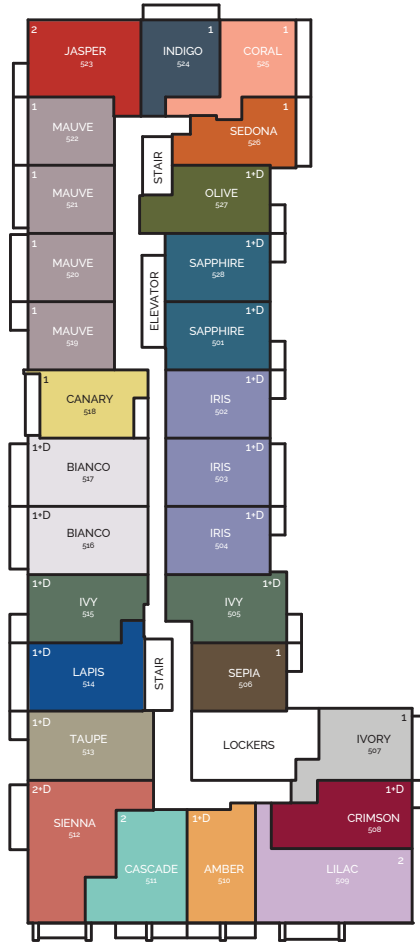 2
JASPER
523
1
INDIGO
524
1
CORAL
525
1
MAUVE
522
1
SEDONA
526
STAIR
1
MAUVE
521
1+D
OLIVE
527
1
MAUVE
520
1+D
SAPPHIRE
528
ELEVATOR
1
MAUVE
519
1+D
SAPPHIRE
501
1
CANARY
518
1+D
IRIS
502
1+D
BIANCO
517
1+D
IRIS
503
1+D
BIANCO
516
1+D
IRIS
504
1+D
IVY
515
1+D
IVY
505
1+D
LAPIS
514
STAIR
1
SEPIA
506
1+D
TAUPE
513
LOCKERS
1
IVORY
507
2+D
SIENNA
512
2
CASCADE
511
1+D
AMBER
510
1+D
CRIMSON
508
2
LILAC
509